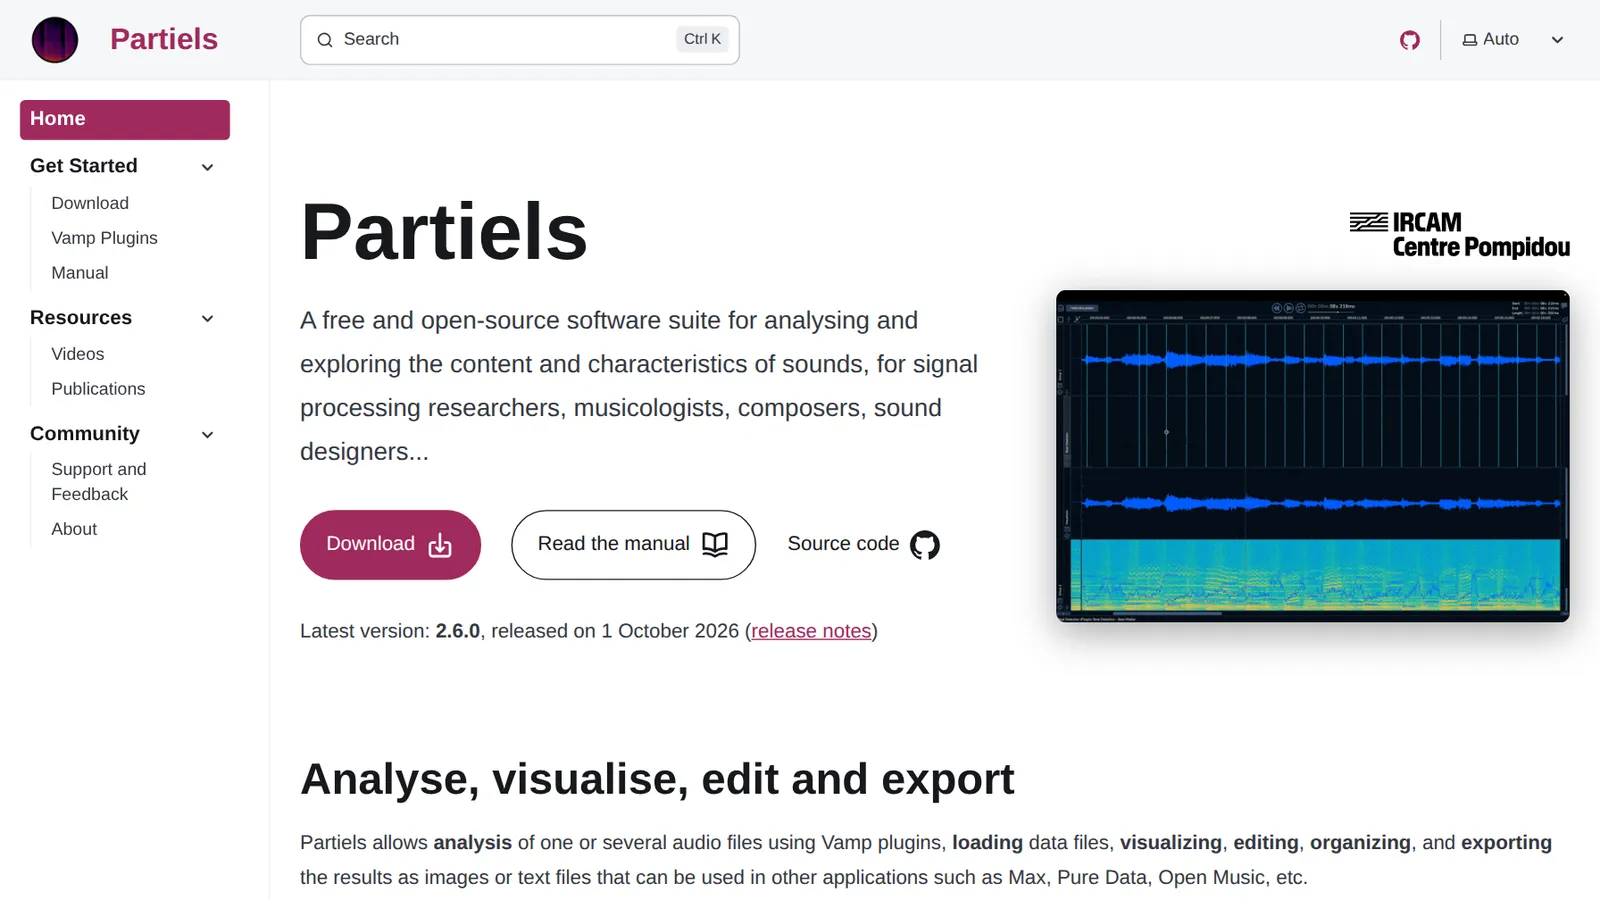 Partiels
Search
Ctrl K
Auto
Home
Get Started
Download
Vamp Plugins
Manual
Resources
Videos
Publications
Community
Support and
Feedback
About
Partiels
A free and open-source software suite for analysing and
exploring the content and characteristics of sounds, for signal
processing researchers, musicologists, composers, sound
designers...
Download
Read the manual
Source code
Latest version: 2.6.0, released on 1 October 2026 (release notes)
IRCAM
Centre Pompidou
Analyse, visualise, edit and export
Partiels allows analysis of one or several audio files using Vamp plugins, loading data files, visualizing, editing, organizing, and exporting
the results as images or text files that can be used in other applications such as Max, Pure Data, Open Music, etc.